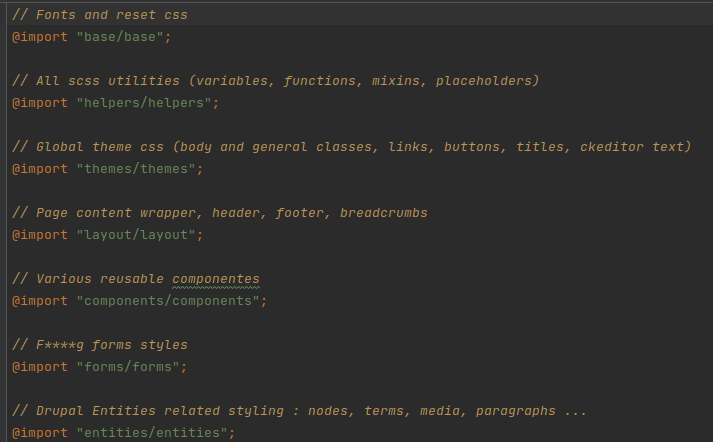 // Fonts and reset css
@import "base/base";
// All scss utilities (variables, functions, mixins, placeholders)
@import "helpers/helpers";
// Global theme css (body and general classes, links, buttons, titles, ckeditor text)
@import "themes/themes";
// Page content wrapper, header, footer, breadcrumbs
@import "layout/layout";
// Various reusable componentes
@import "components/components";
// F****g forms styles
@import "forms/forms";
// Drupal Entities related styling : nodes, terms, media, paragraphs ...
@import "entities/entities";